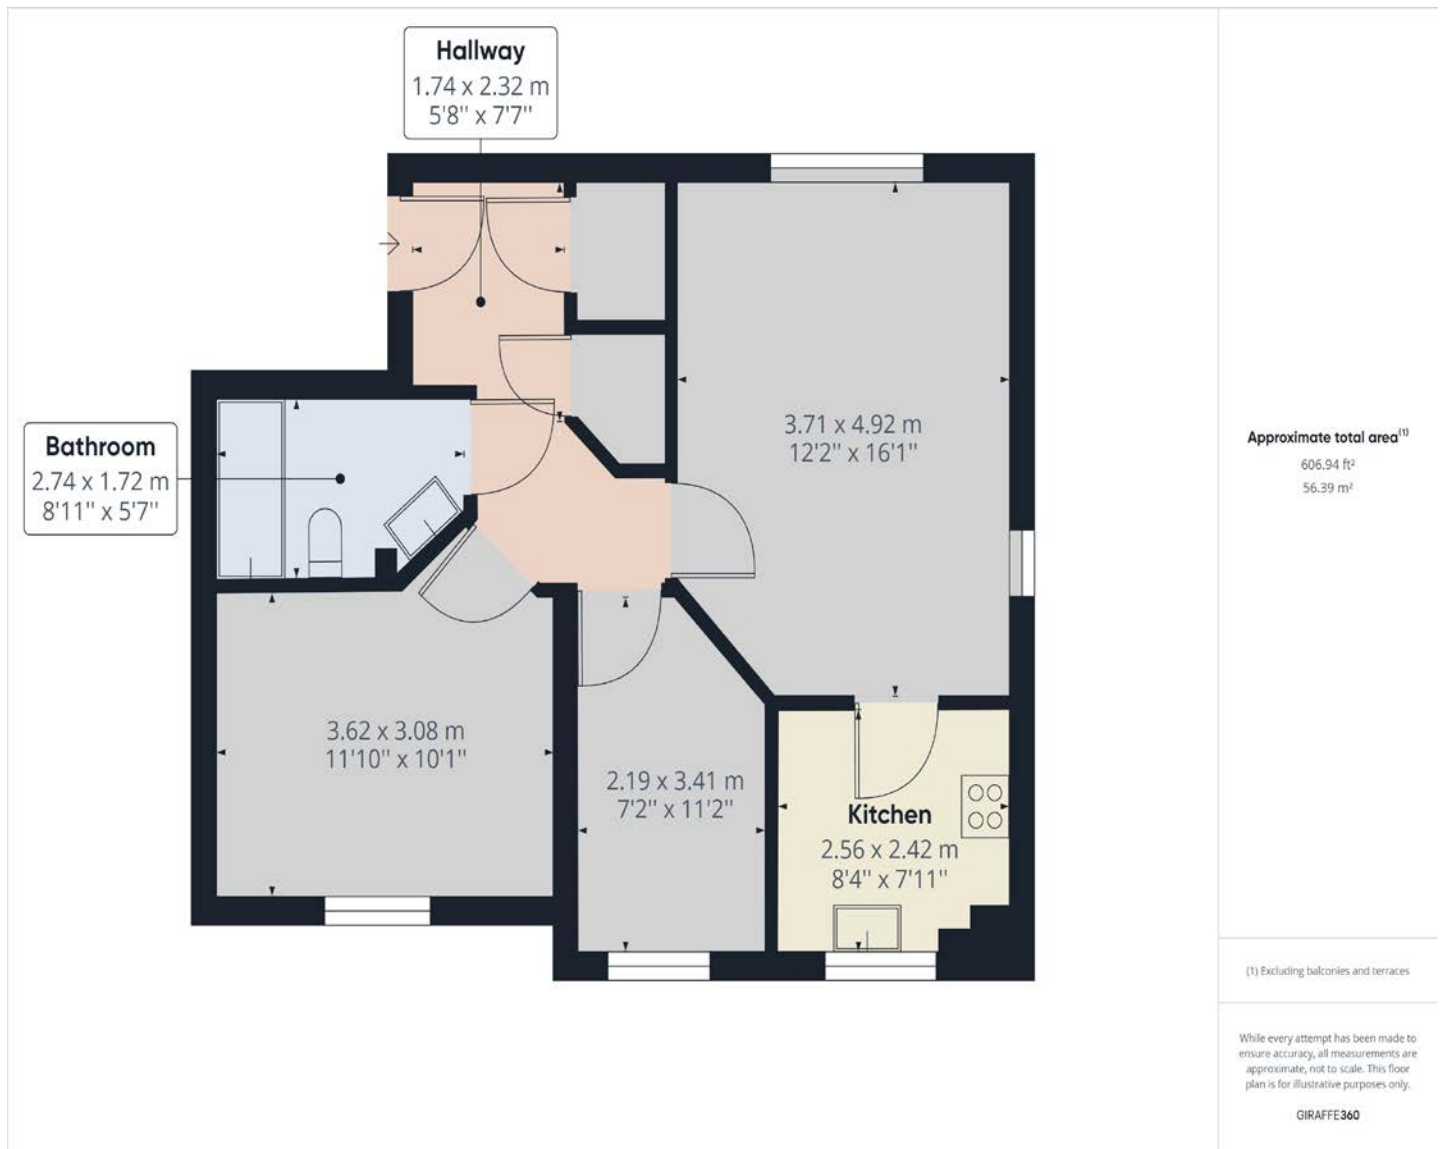 Hallway
1.74 x 2.32 m
5'8" x 7'7"
Bathroom
2.74 x 1.72 m
8'11" x 5'7"
3.71 x 4.92 m
12'2" x 16'1"
3.62 x 3.08 m
11'10" x 10'1"
2.19 x 3.41 m
7'2" x 11'2"
Kitchen
2.56 x 2.42 m
8'4" x 7'11"
Approximate total area(1)
606.94 ft²
56.39 m²
(1) Excluding balconies and terraces
While every attempt has been made to
ensure accuracy, all measurements are
approximate, not to scale. This floor
plan is for illustrative purposes only.
GIRAFFE360